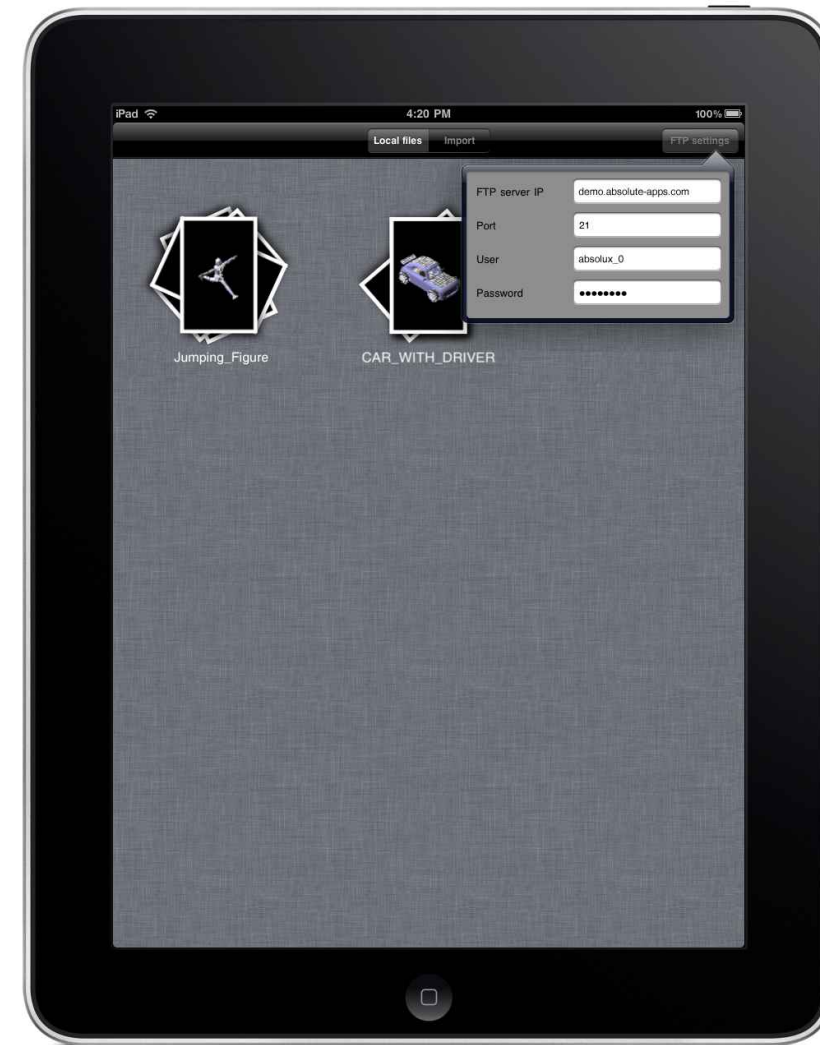 iPad 4:20 PM 100%
Local files Import FTP settings
FTP server IP demo.absolute-apps.com
Port 21
User absolux_0
Password ••••••••
Jumping_Figure CAR_WITH_DRIVER